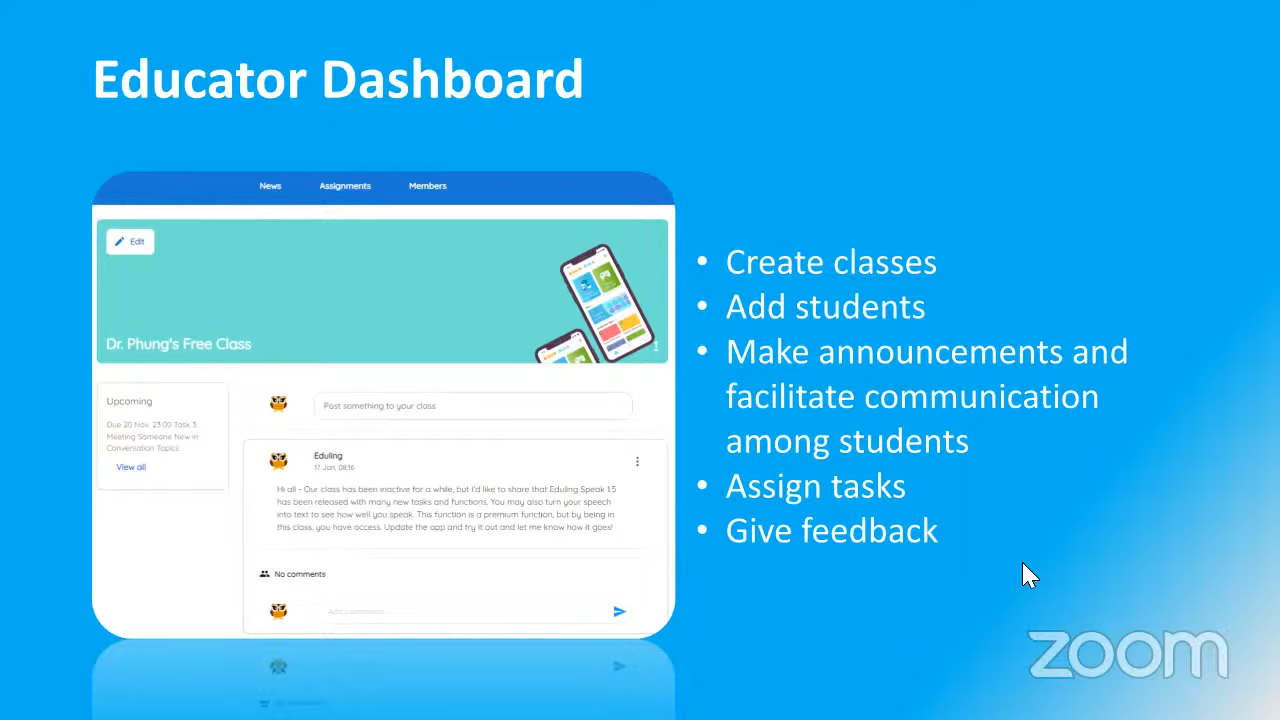 Educator Dashboard
News Assignments Members
Edit
Dr. Phung's Free Class
Upcoming
Due 20 Nov, 23:00 Task 3
Meeting Someone New in
Conversation Topics
View all
Post something to your class
Eduling
17 Jan, 08:16
Hi all - Our class has been inactive for a while, but I'd like to share that Eduling Speak 1.5
has been released with many new tasks and functions. You may also turn your speech
into text to see how well you speak. This function is a premium function, but by being in
this class, you have access. Update the app and try it out and let me know how it goes!
No comments
• Create classes
• Add students
• Make announcements and
facilitate communication
among students
• Assign tasks
• Give feedback
zoom